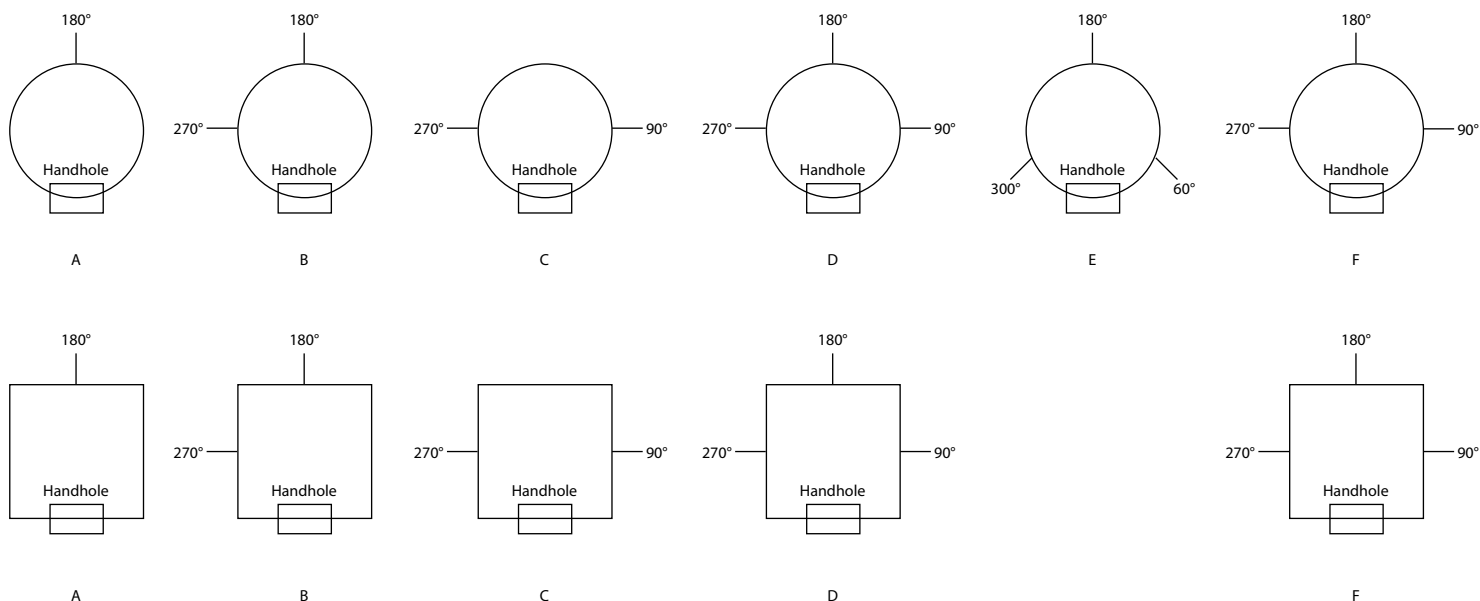 180° 180° 180° 180° 180°
270° 270° 90° 270° 90° 270° 90°
Handhole Handhole Handhole Handhole Handhole Handhole
300° 60°
A B C D E F
180° 180° 180° 180°
270° 270° 90° 270° 90° 270° 90°
Handhole Handhole Handhole Handhole Handhole
A B C D F